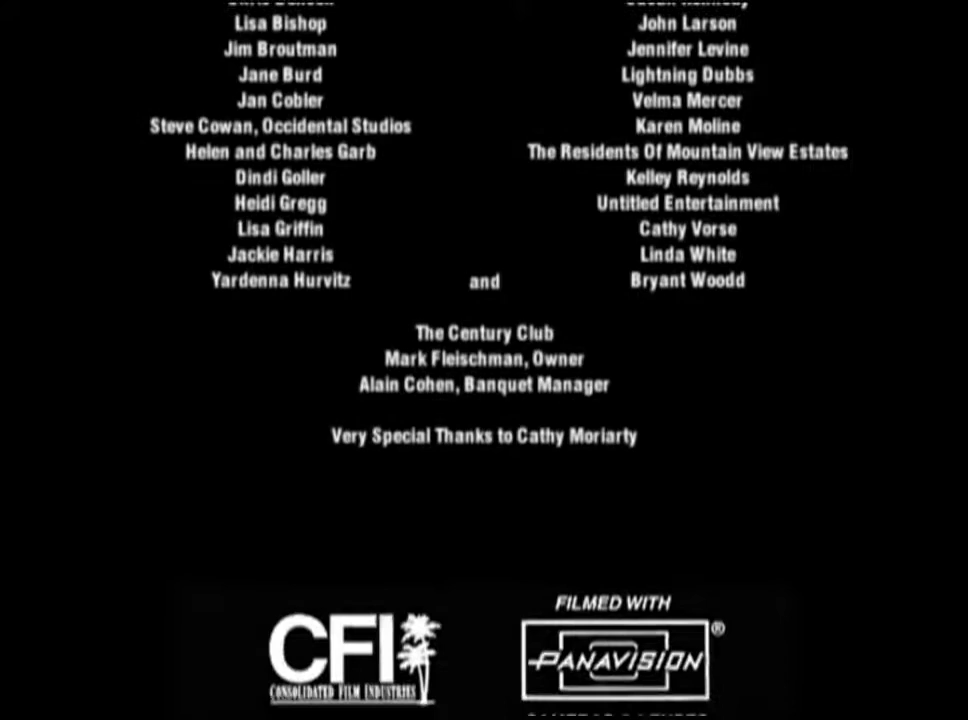 Lisa Bishop
Jim Broutman
Jane Burd
Jan Cobler
Steve Cowan, Occidental Studios
Helen and Charles Garb
Dindi Goller
Heidi Gregg
Lisa Griffin
Jackie Harris
Yardenna Hurvitz
and
John Larson
Jennifer Levine
Lightning Dubbs
Velma Mercer
Karen Moline
The Residents Of Mountain View Estates
Kelley Reynolds
Untitled Entertainment
Cathy Vorse
Linda White
Bryant Woodd
The Century Club
Mark Fleischman, Owner
Alain Cohen, Banquet Manager
Very Special Thanks to Cathy Moriarty
CFI
CONSOLIDATED FILM INDUSTRIES
FILMED WITH
PANAVISION ®